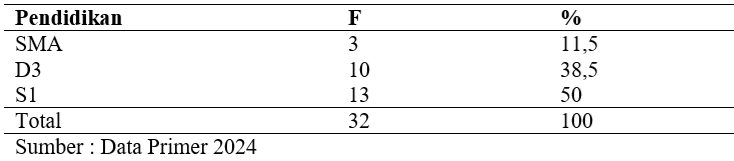 Pendidikan F %
SMA 3 11,5
D3 10 38,5
S1 13 50
Total 32 100
Sumber : Data Primer 2024